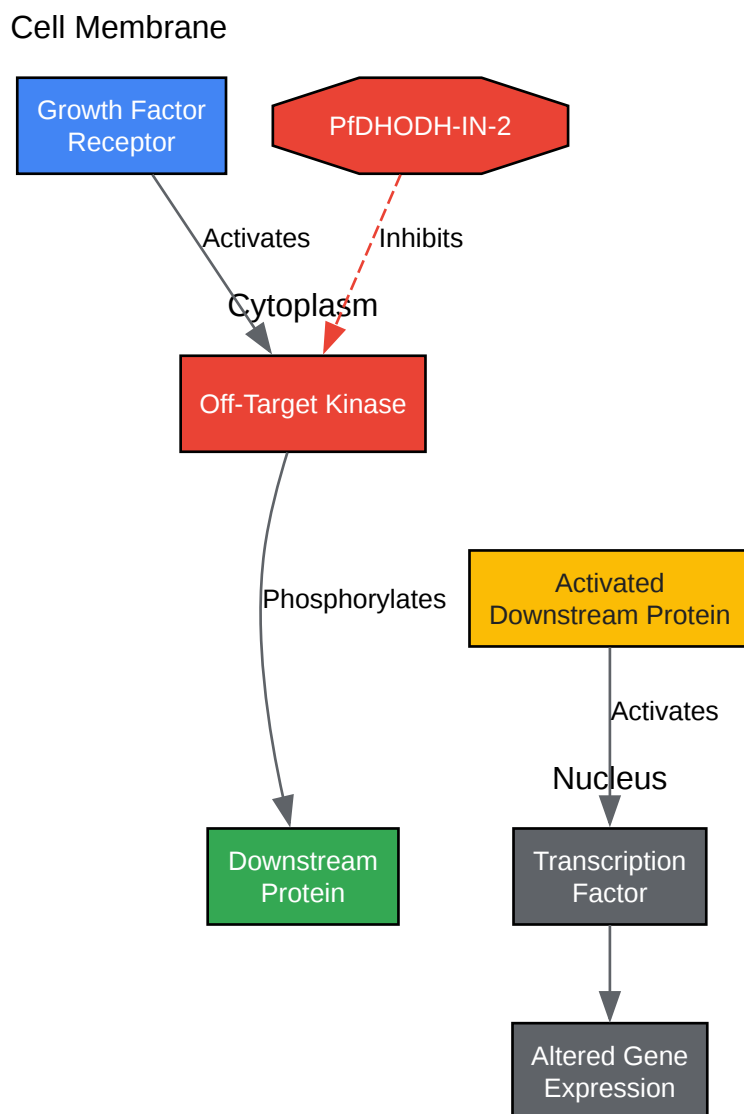 Cell Membrane
Growth Factor
Receptor
PfDHODH-IN-2
Activates
Inhibits
Cytoplasm
Off-Target Kinase
Phosphorylates
Activated
Downstream Protein
Activates
Nucleus
Downstream
Protein
Transcription
Factor
Altered Gene
Expression